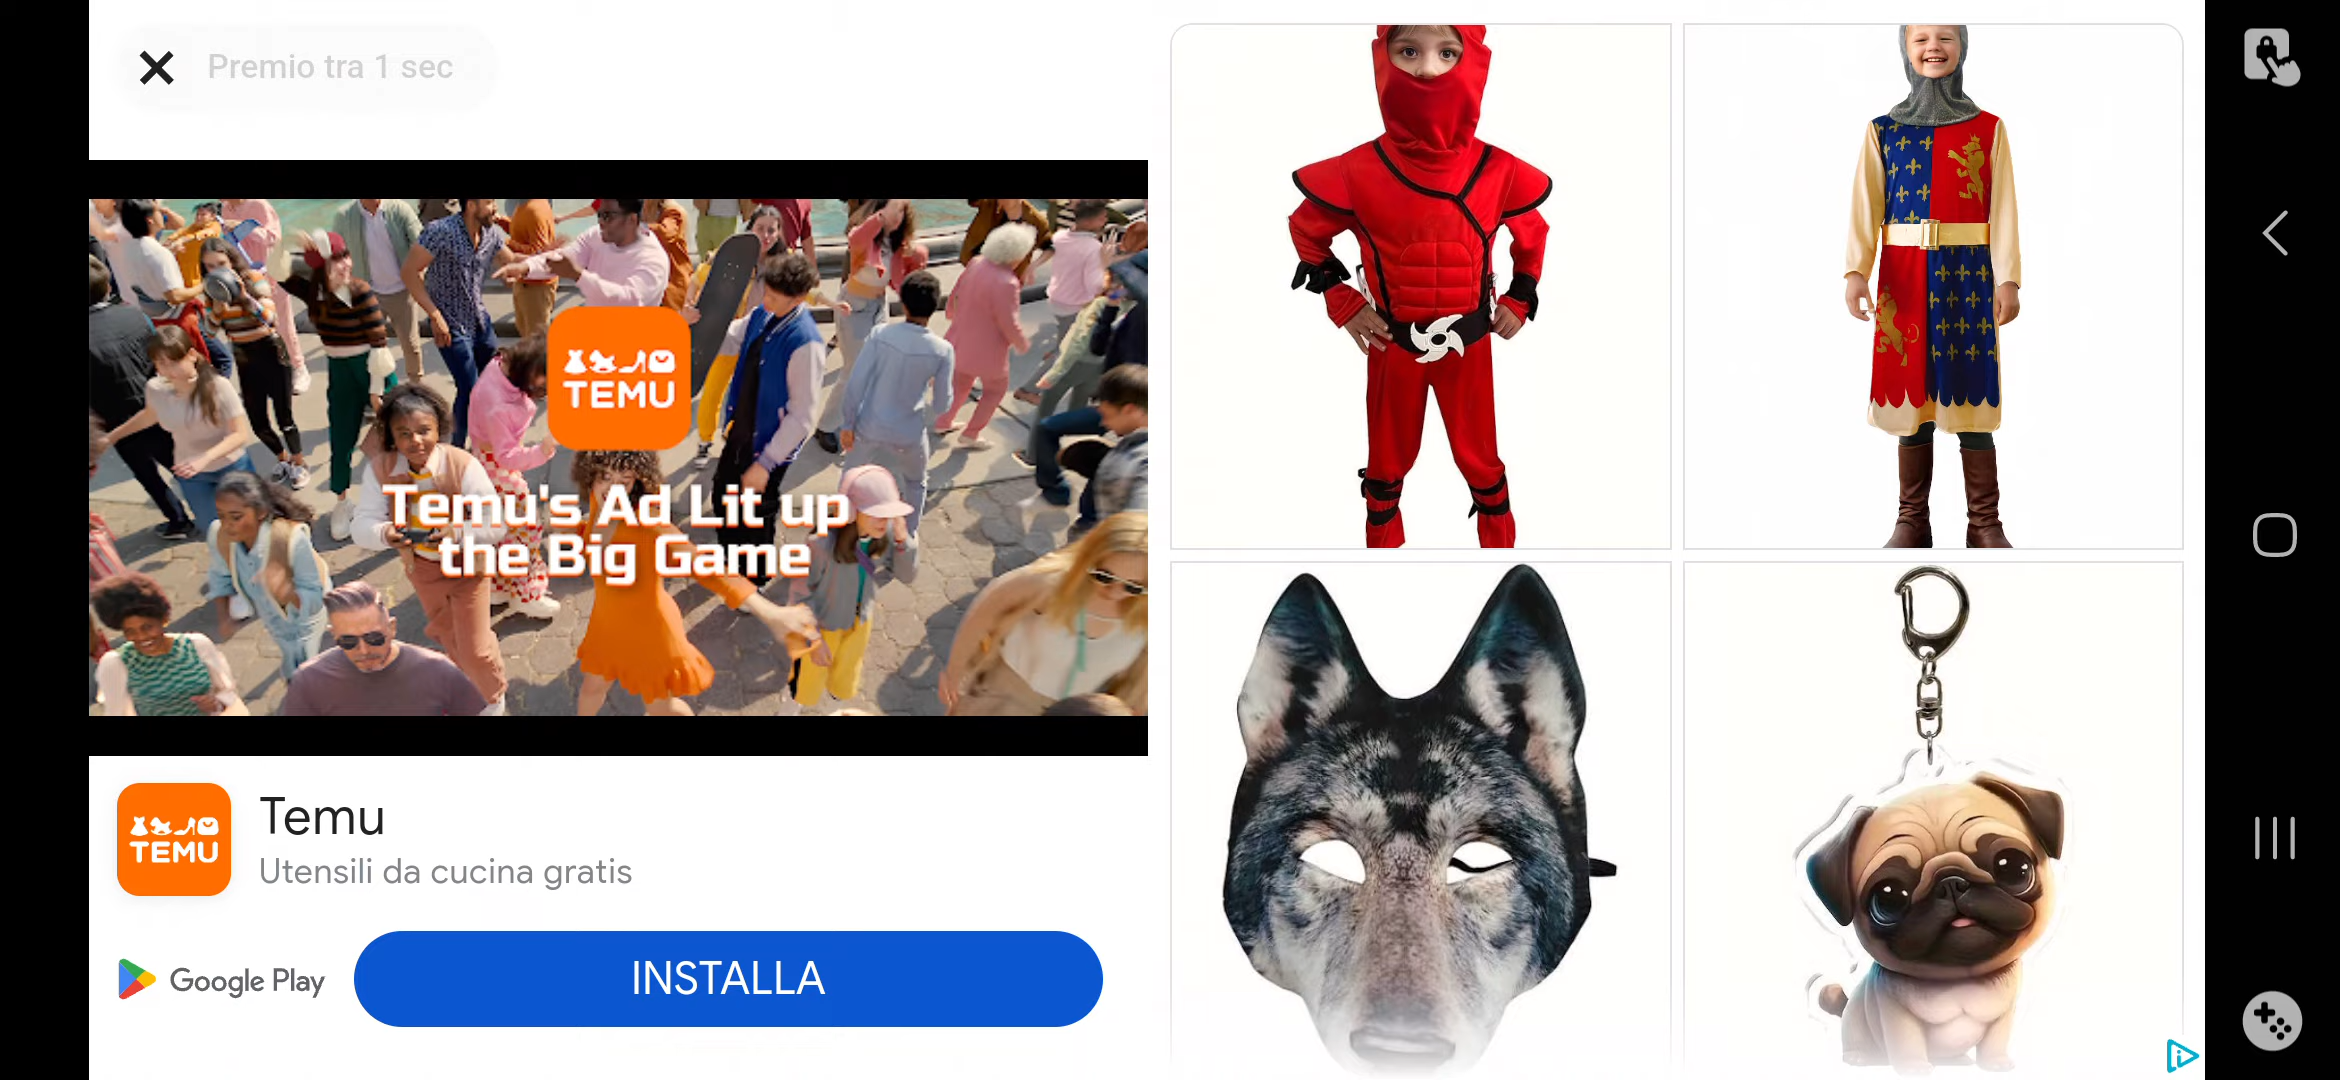 Premio tra 1 sec
TEMU
Temu's Ad Lit up
the Big Game
TEMU
Temu
Utensili da cucina gratis
Google Play
INSTALLA